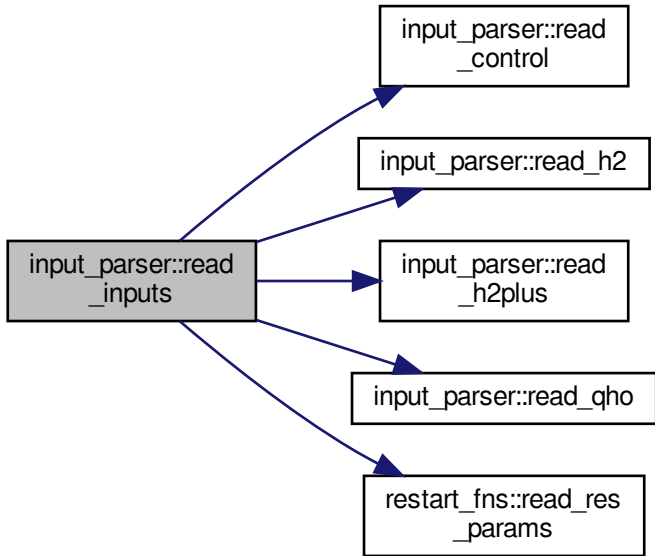 input_parser::read
_control
input_parser::read_h2
input_parser::read
_inputs
input_parser::read
_h2plus
input_parser::read_qho
restart_fns::read_res
_params